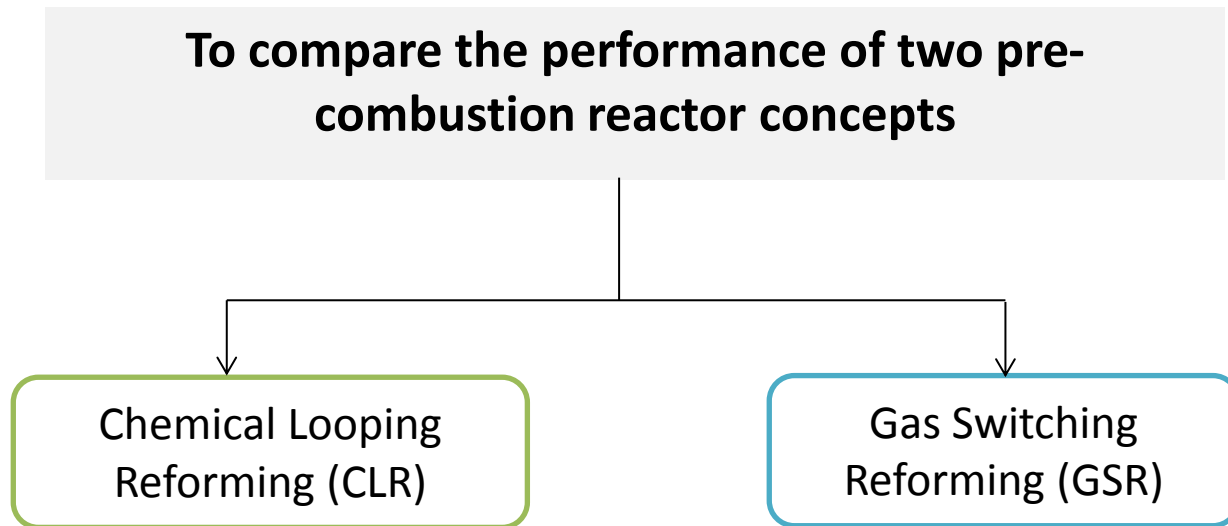 To compare the performance of two pre-
combustion reactor concepts
Chemical Looping
Reforming (CLR)
Gas Switching
Reforming (GSR)